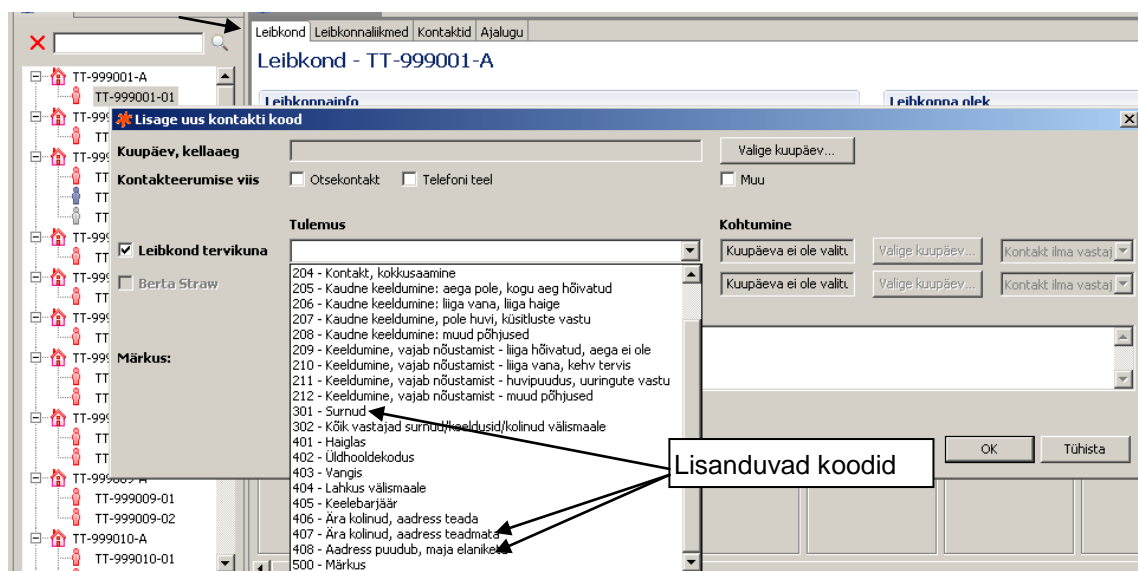 Leibkond Leibkonnaliikmed Kontaktid Ajalugu
Leibkond - TT-999001-A
TT-999001-A
TT-999001-01
Leibkonnainfo
Leibkonna olek
Lisage uus kontakti kood
Kuupäev, kellaaeg
Valige kuupäev...
Kontakteerumise viis
Otsekontakt
Telefoni teel
Muu
Tulemus
Kohtumine
Leibkond tervikuna
Kuupäeva ei ole valitu
Valige kuupäev...
Kontakt ilma vastaj
Berta Straw
Kuupäeva ei ole valitu
Valige kuupäev...
Kontakt ilma vastaj
204 - Kontakt, kokkusaamine
205 - Kaudne keeldumine: aega pole, kogu aeg hõivatud
206 - Kaudne keeldumine: liiga vana, liiga haige
207 - Kaudne keeldumine, pole huvi, küsitluste vastu
208 - Kaudne keeldumine: muud põhjused
209 - Keeldumine, vajab nõustamist - liiga hõivatud, aega ei ole
210 - Keeldumine, vajab nõustamist - liiga vana, kehv tervis
211 - Keeldumine, vajab nõustamist - huvipuudus, uuringute vastu
212 - Keeldumine, vajab nõustamist - muud põhjused
301 - Surnud
302 - Kõik vastajad surnud/keeldusid/kolinud välismaale
401 - Haiglas
402 - Üldhooldekodus
403 - Vangis
404 - Lahkus välismaale
405 - Keelebarjäär
406 - Ära kolinud, aadress teada
407 - Ära kolinud, aadress teadmata
408 - Aadress puudub, maja elaniketa
500 - Märkus
Märkus:
Lisanduvad koodid
OK
Tühista
TT-999009-A
TT-999009-01
TT-999009-02
TT-999010-A
TT-999010-01